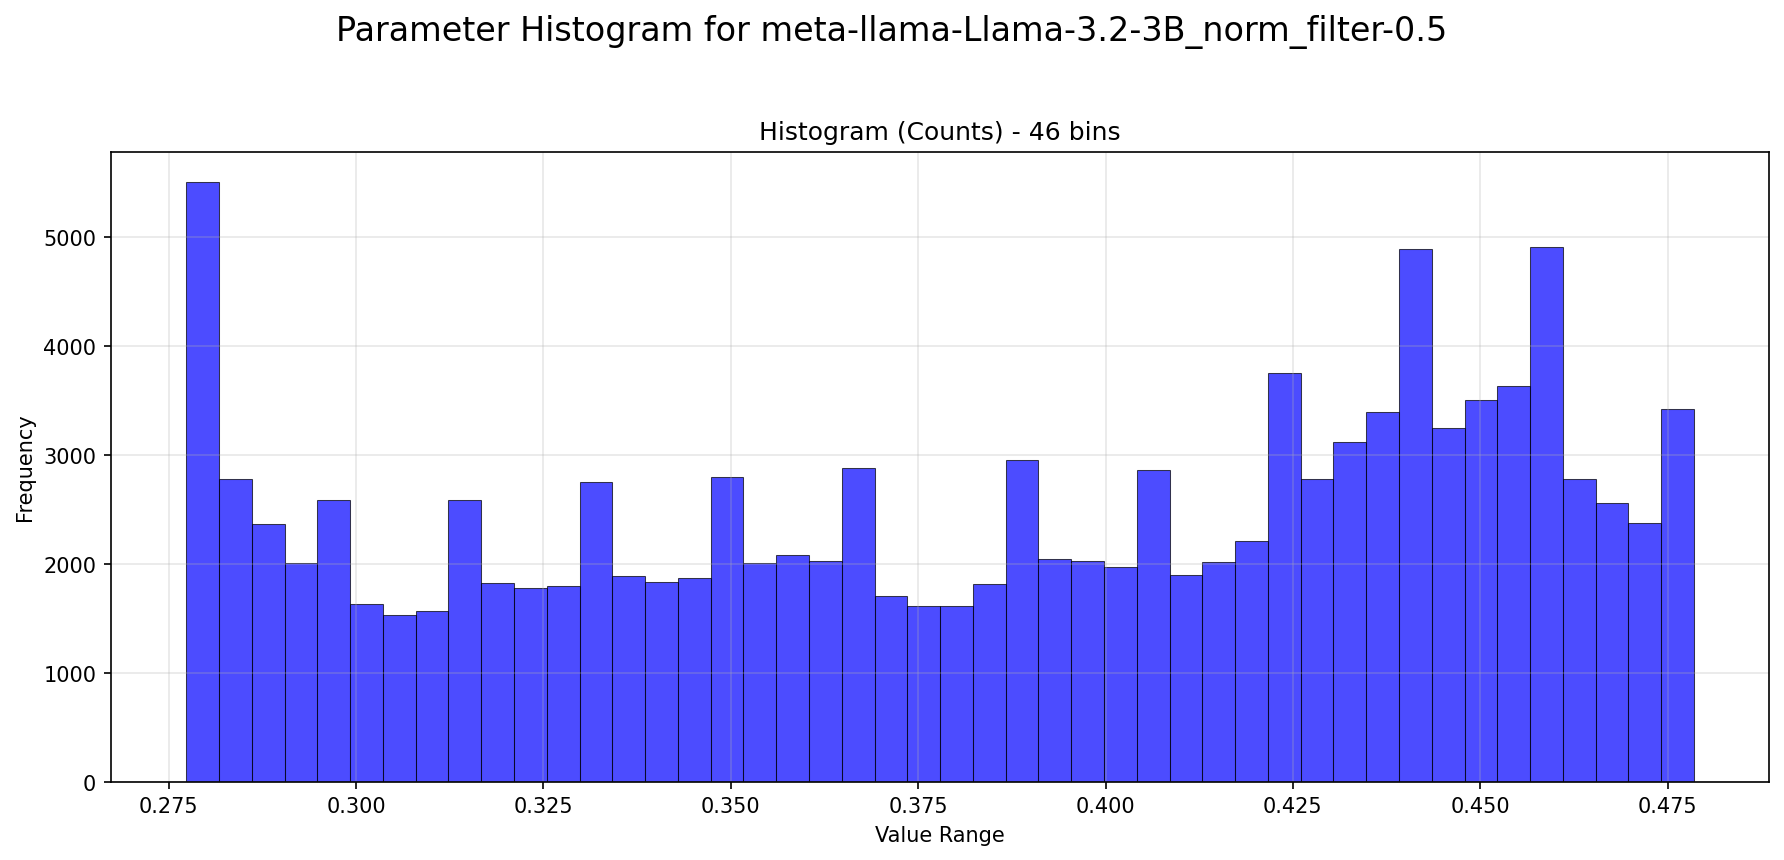 Parameter Histogram for meta-llama-Llama-3.2-3B_norm_filter-0.5
Histogram (Counts) - 46 bins
5000
4000
3000
2000
1000
0
Frequency
0.275 0.300 0.325 0.350 0.375 0.400 0.425 0.450 0.475
Value Range